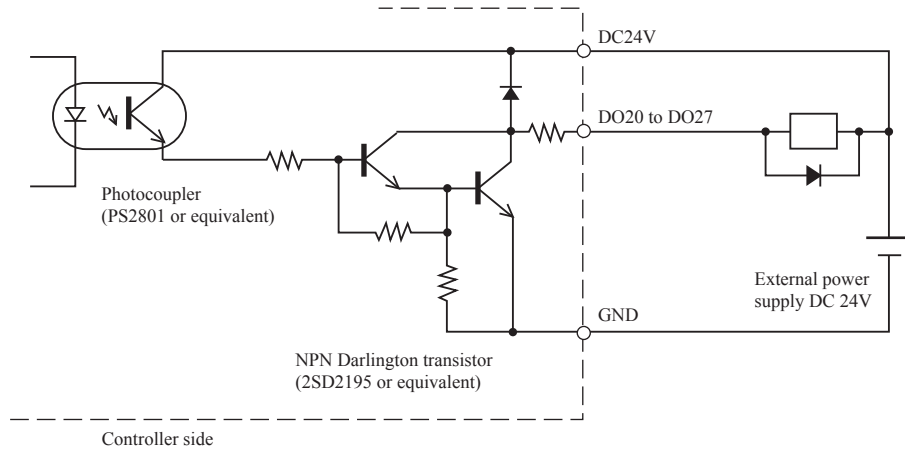 DC24V
DO20 to DO27
Photocoupler
(PS2801 or equivalent)
External power
supply DC 24V
GND
NPN Darlington transistor
(2SD2195 or equivalent)
Controller side